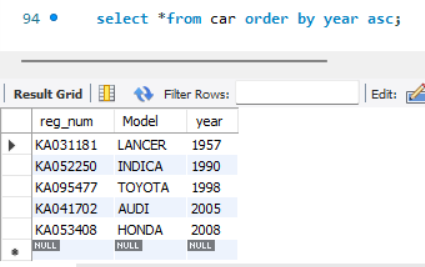 94 select *from car order by year asc;
Result Grid Filter Rows: Edit:
reg_num Model year
KA031181 LANCER 1957
KA052250 INDICA 1990
KA095477 TOYOTA 1998
KA041702 AUDI 2005
KA053408 HONDA 2008
NULL NULL NULL